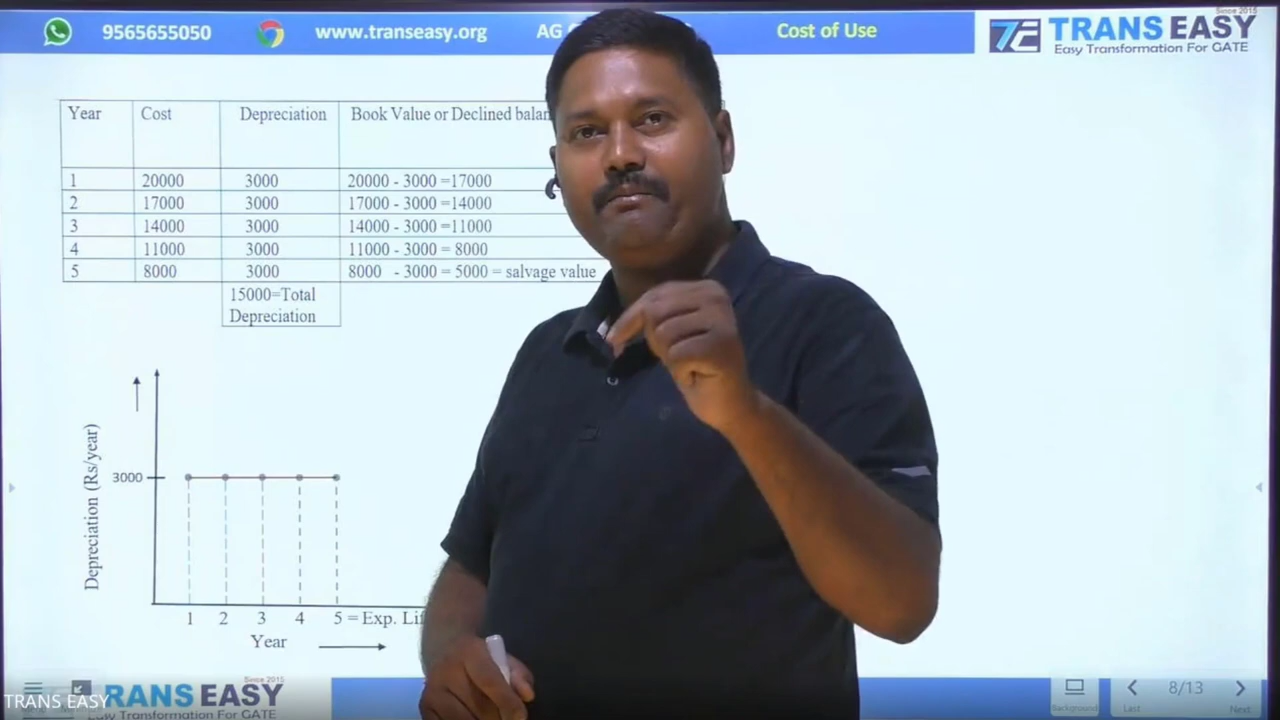 9565655050
www.transeasy.org
AG
Cost of Use
Since 2015
TRANS EASY
Easy Transformation For GATE
Year Cost Depreciation Book Value or Declined balan
1 20000 3000 20000 - 3000 =17000
2 17000 3000 17000 - 3000 =14000
3 14000 3000 14000 - 3000 =11000
4 11000 3000 11000 - 3000 = 8000
5 8000 3000 8000 - 3000 = 5000 = salvage value
15000=Total
Depreciation
Depreciation (Rs/year)
3000
1 2 3 4 5 = Exp. Li
Year
Since 2015
TRANS EASY
RANS EASY
Easy Transformation For GATE
Background
Last
8/13
Next